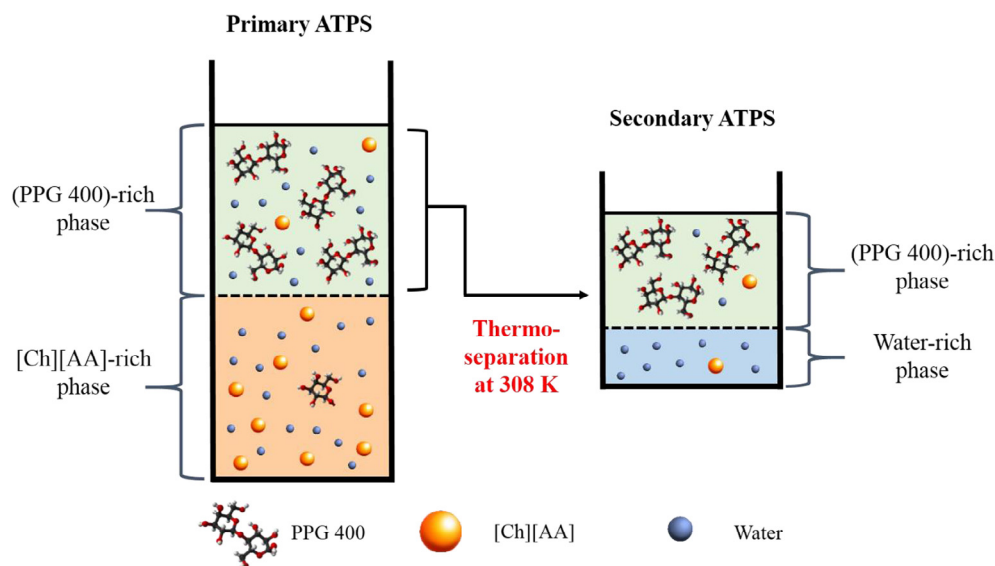 Primary ATPS
Secondary ATPS
(PPG 400)-rich
phase
[Ch][AA]-rich
phase
Thermo-
separation
at 308 K
(PPG 400)-rich
phase
Water-rich
phase
PPG 400
[Ch][AA]
Water